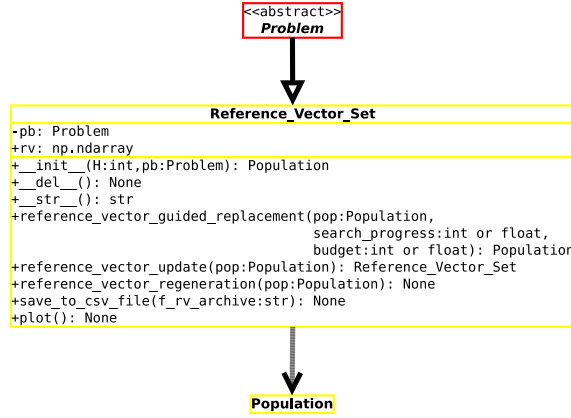 <<abstract>>
Problem
Reference_Vector_Set
-pb: Problem
+rv: np.ndarray
+__init__(H:int,pb:Problem): Population
+__del__(): None
+__str__(): str
+reference_vector_guided_replacement(pop:Population,
search_progress:int or float,
budget:int or float): Population
+reference_vector_update(pop:Population): Reference_Vector_Set
+reference_vector_regeneration(pop:Population): None
+save_to_csv_file(f_rv_archive:str): None
+plot(): None
Population